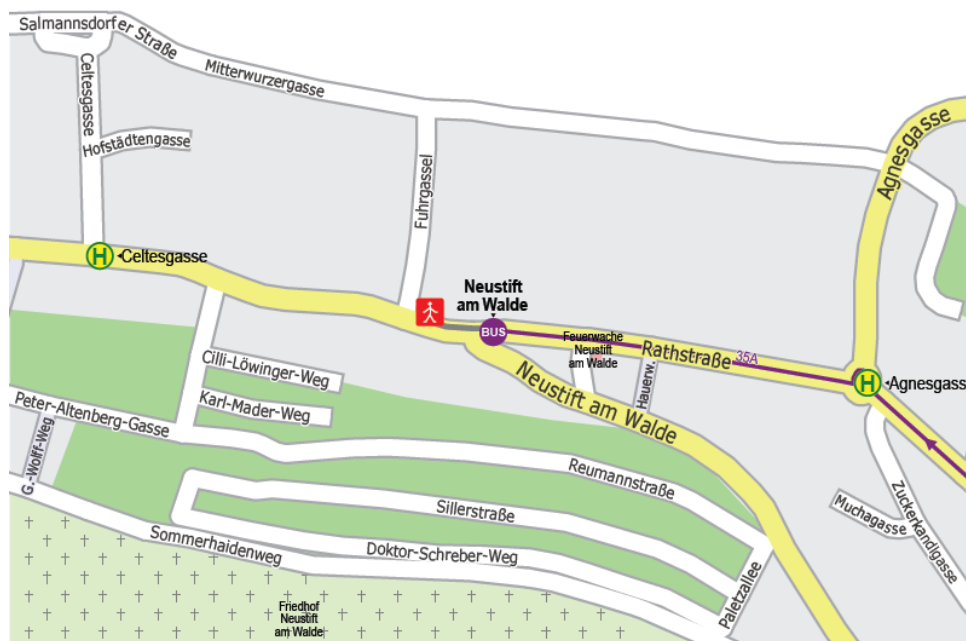 Salmannsdorfer Straße
Mitterwurzergasse
Celtesgasse
Hofstädtengasse
Fuhrgassel
Agnesgasse
H
Celtesgasse
Neustift
am Walde
BUS
Feuerwache
Neustift
am Walde
Rathstraße
35A
H
Agnesgass
Hauerw.
Neustift am Walde
Cilli-Löwinger-Weg
Karl-Mader-Weg
Peter-Altenberg-Gasse
G.-Wolff-Weg
Reumannstraße
Sillerstraße
Doktor-Schreber-Weg
Sommerhaidenweg
Paletzallee
Muchagasse
Zuckerkandlgasse
Friedhof
Neustift
am Walde